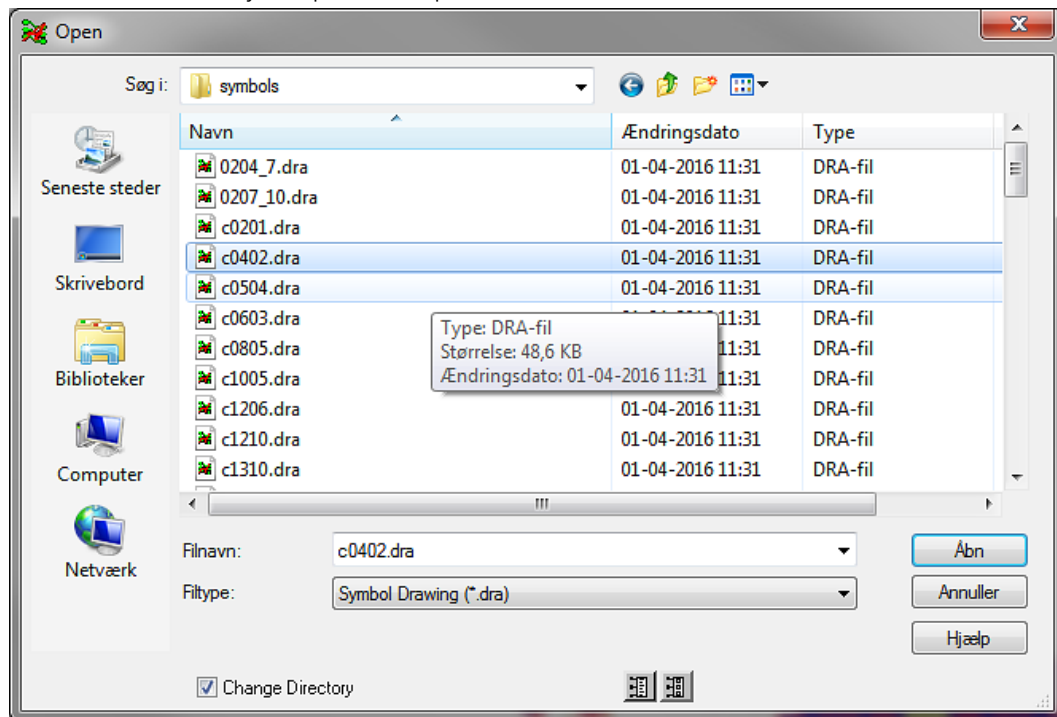 Open
Søg i: symbols
Navn Ændringsdato Type
0204_7.dra 01-04-2016 11:31 DRA-fil
0207_10.dra 01-04-2016 11:31 DRA-fil
c0201.dra 01-04-2016 11:31 DRA-fil
c0402.dra 01-04-2016 11:31 DRA-fil
c0504.dra 01-04-2016 11:31 DRA-fil
c0603.dra 11:31 DRA-fil
c0805.dra 11:31 DRA-fil
c1005.dra 11:31 DRA-fil
c1206.dra 01-04-2016 11:31 DRA-fil
c1210.dra 01-04-2016 11:31 DRA-fil
c1310.dra 01-04-2016 11:31 DRA-fil
Type: DRA-fil
Størrelse: 48,6 KB
Ændringsdato: 01-04-2016 11:31
Seneste steder
Skrivebord
Biblioteker
Computer
Netværk
Filnavn: c0402.dra Åbn
Filtype: Symbol Drawing (*.dra) Annuller
Hjælp
Change Directory